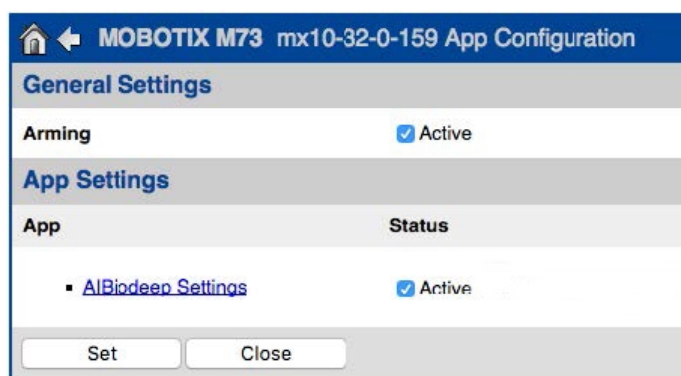 MOBOTIX M73 mx10-32-0-159 App Configuration
General Settings
Arming Active
App Settings
App Status
AIBiodeep Settings Active
Set Close